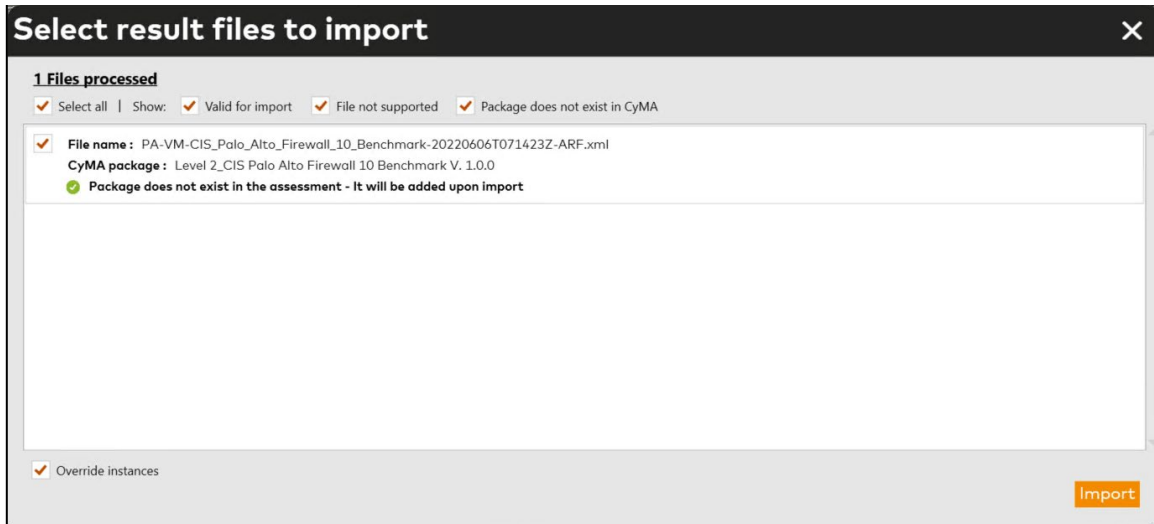 Select result files to import
1 Files processed
Select all | Show: Valid for import File not supported Package does not exist in CyMA
File name : PA-VM-CIS_Palo_Alto_Firewall_10_Benchmark-20220606T071423Z-ARF.xml
CyMA package : Level 2_CIS Palo Alto Firewall 10 Benchmark V. 1.0.0
Package does not exist in the assessment - It will be added upon import
Override instances
Import